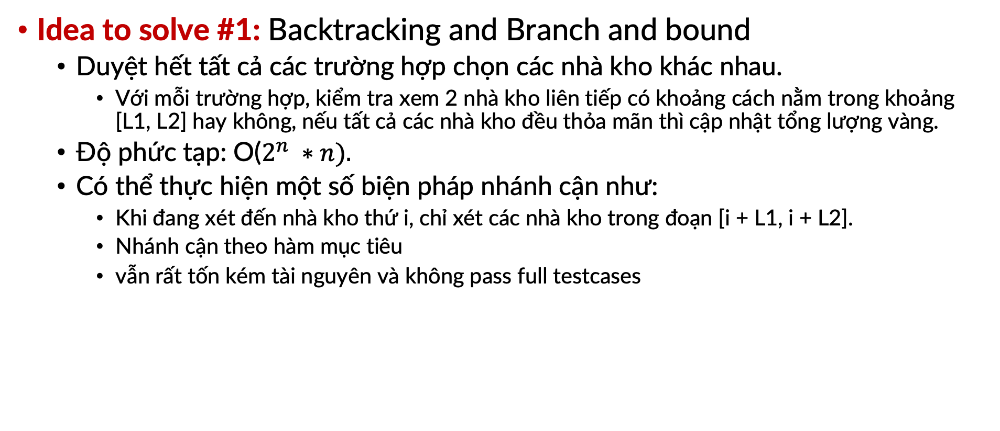 • Idea to solve #1: Backtracking and Branch and bound
• Duyệt hết tất cả các trường hợp chọn các nhà kho khác nhau.
• Với mỗi trường hợp, kiểm tra xem 2 nhà kho liên tiếp có khoảng cách nằm trong khoảng
[L1, L2] hay không, nếu tất cả các nhà kho đều thỏa mãn thì cập nhật tổng lượng vàng.
• Độ phức tạp: O(2ⁿ * n).
• Có thể thực hiện một số biện pháp nhánh cận như:
• Khi đang xét đến nhà kho thứ i, chỉ xét các nhà kho trong đoạn [i + L1, i + L2].
• Nhánh cận theo hàm mục tiêu
• vẫn rất tốn kém tài nguyên và không pass full testcases